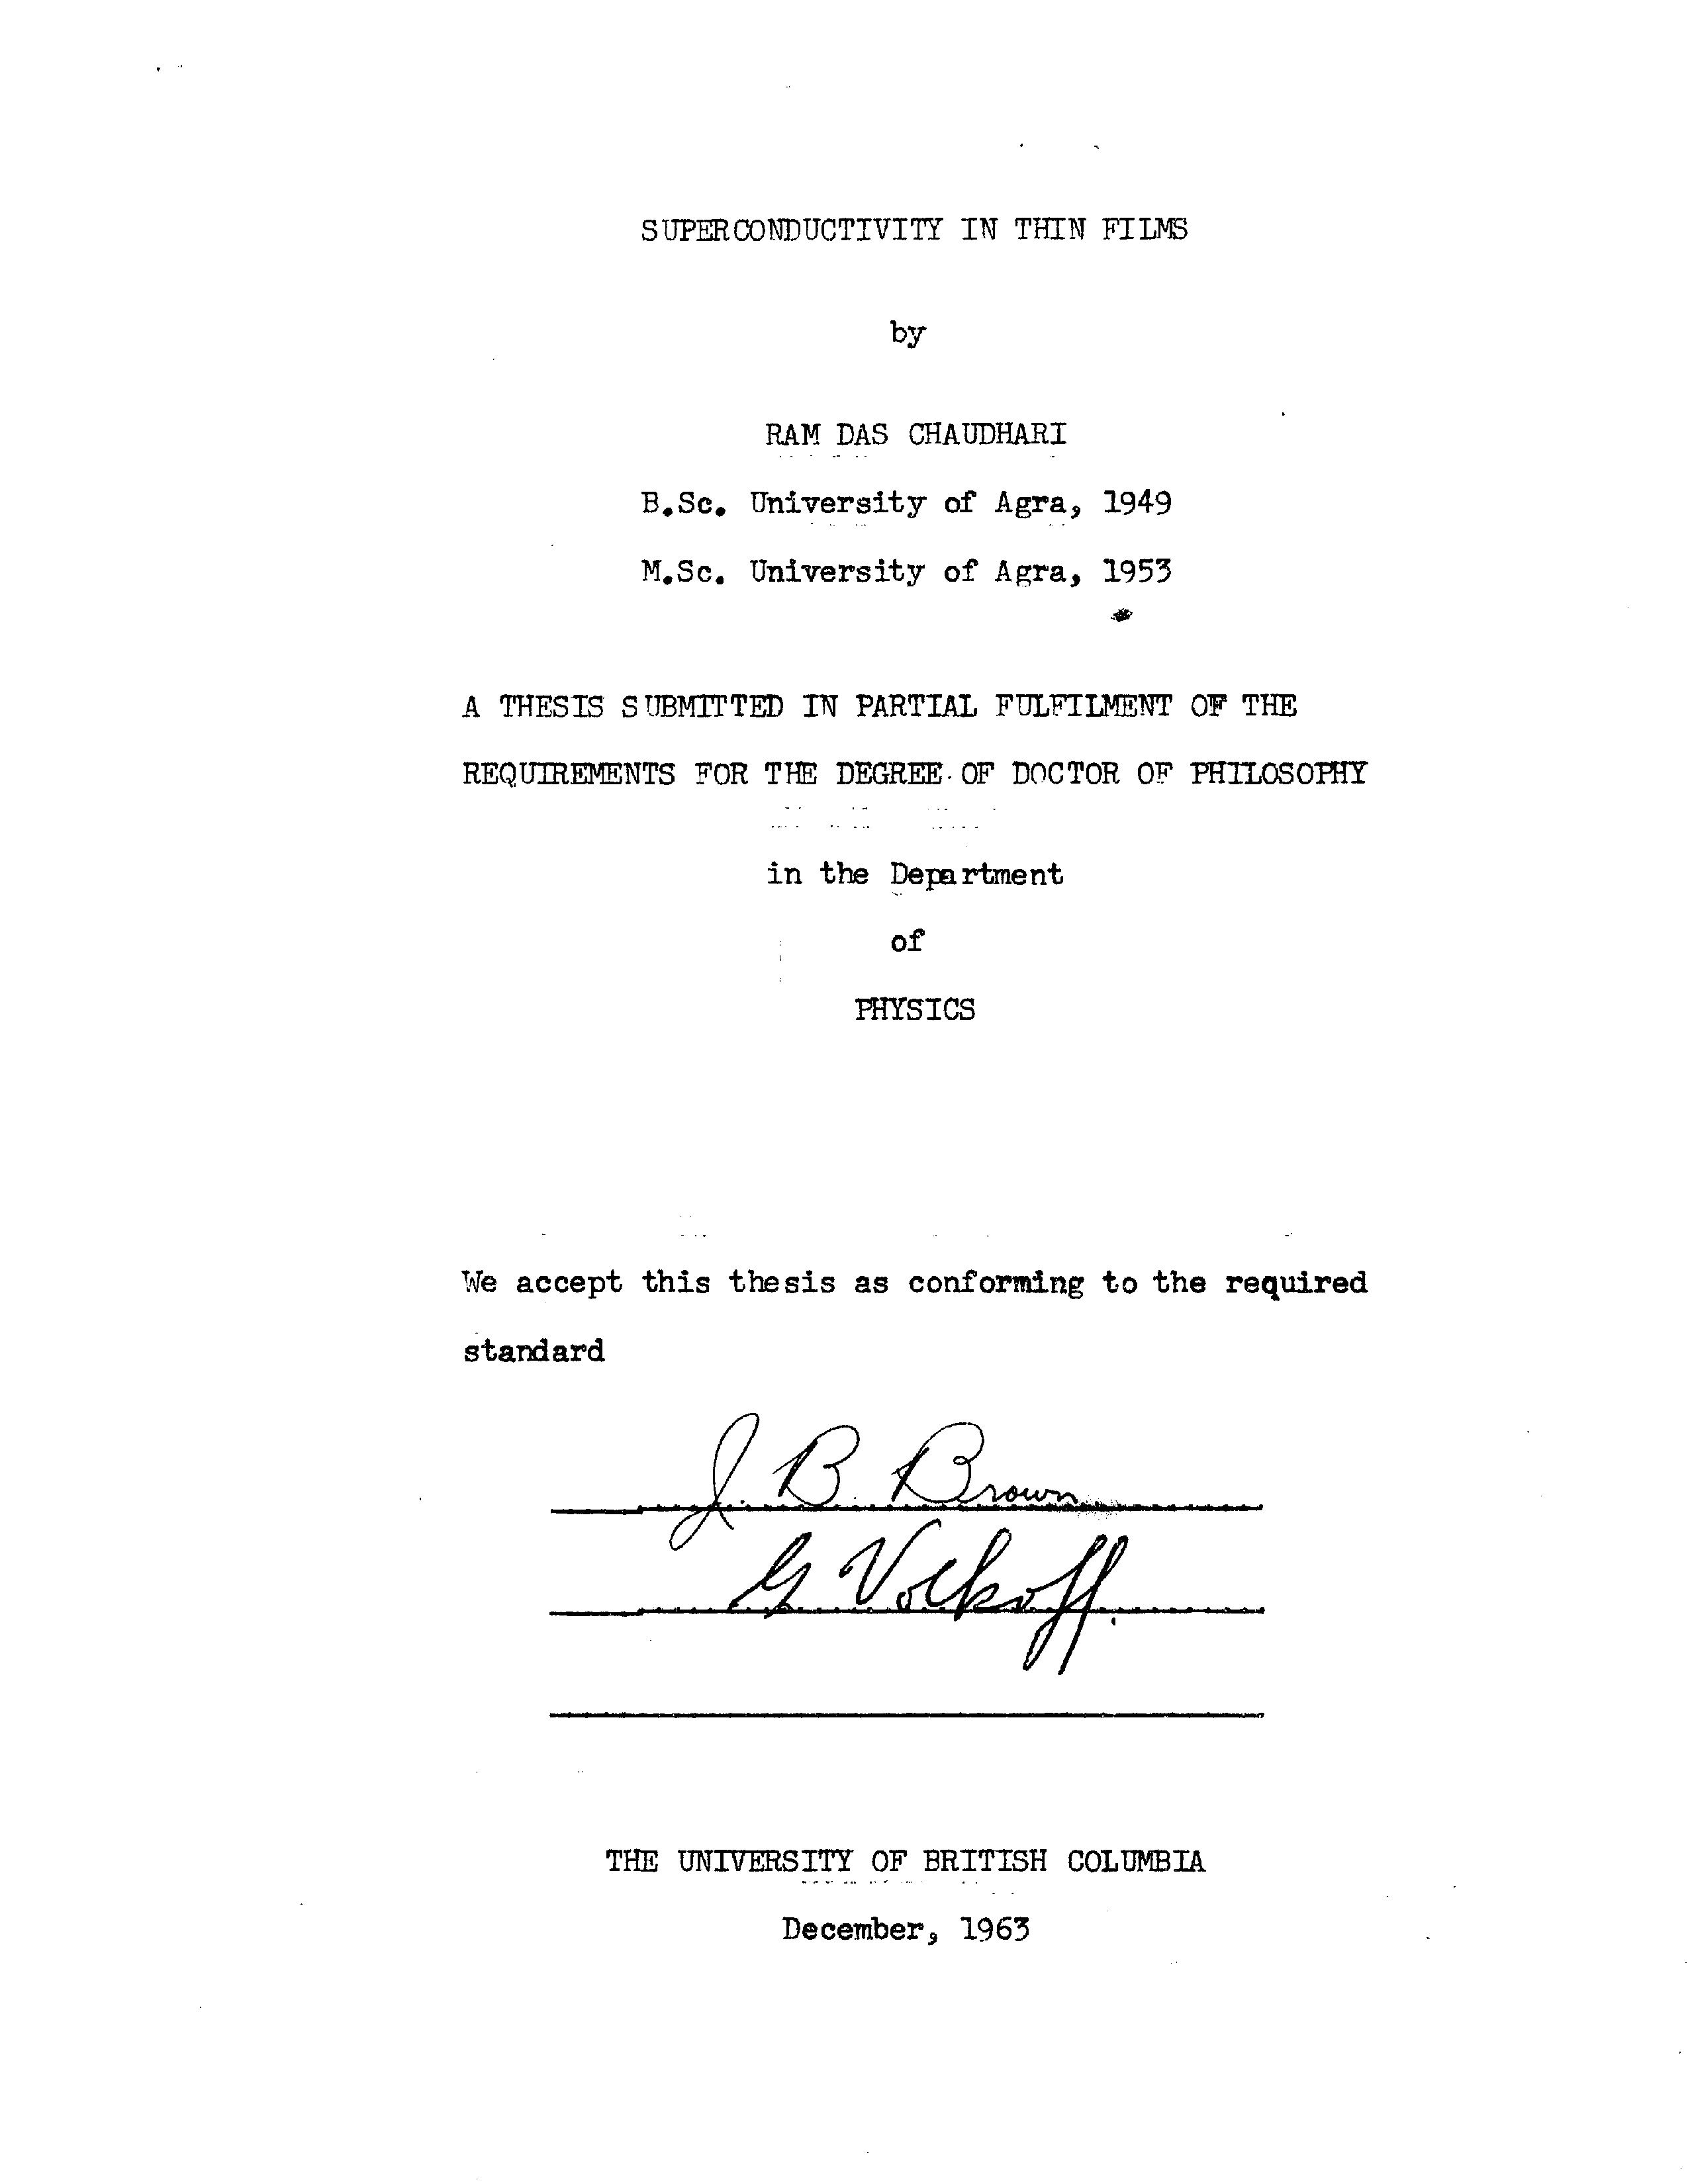 SUPERCONDUCTIVITY IN THIN FILMS
by
RAM DAS CHAUDHARI
B.Sc. University of Agra, 1949
M.Sc. University of Agra, 1953
A THESIS SUBMITTED IN PARTIAL FULFILMENT OF THE
REQUIREMENTS FOR THE DEGREE OF DOCTOR OF PHILOSOPHY
in the Department
of
PHYSICS
We accept this thesis as conforming to the required
standard
J. B. Brown
G Volkoff
THE UNIVERSITY OF BRITISH COLUMBIA
December, 1963